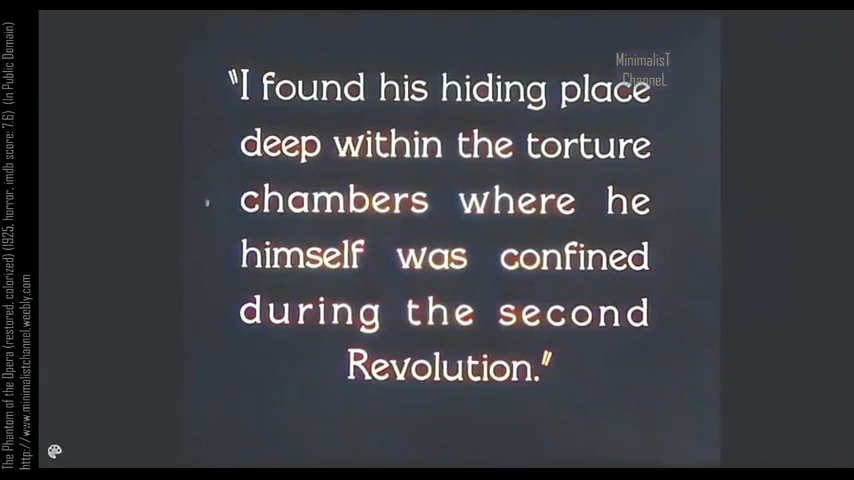 The Phantom of the Opera (restored, colorized) (1925, horror, imdb score: 7.6) (In Public Domain)
http://www.minimalistchannel.weebly.com
MinimalisT
ChanneL
"I found his hiding place
deep within the torture
chambers where he
himself was confined
during the second
Revolution."